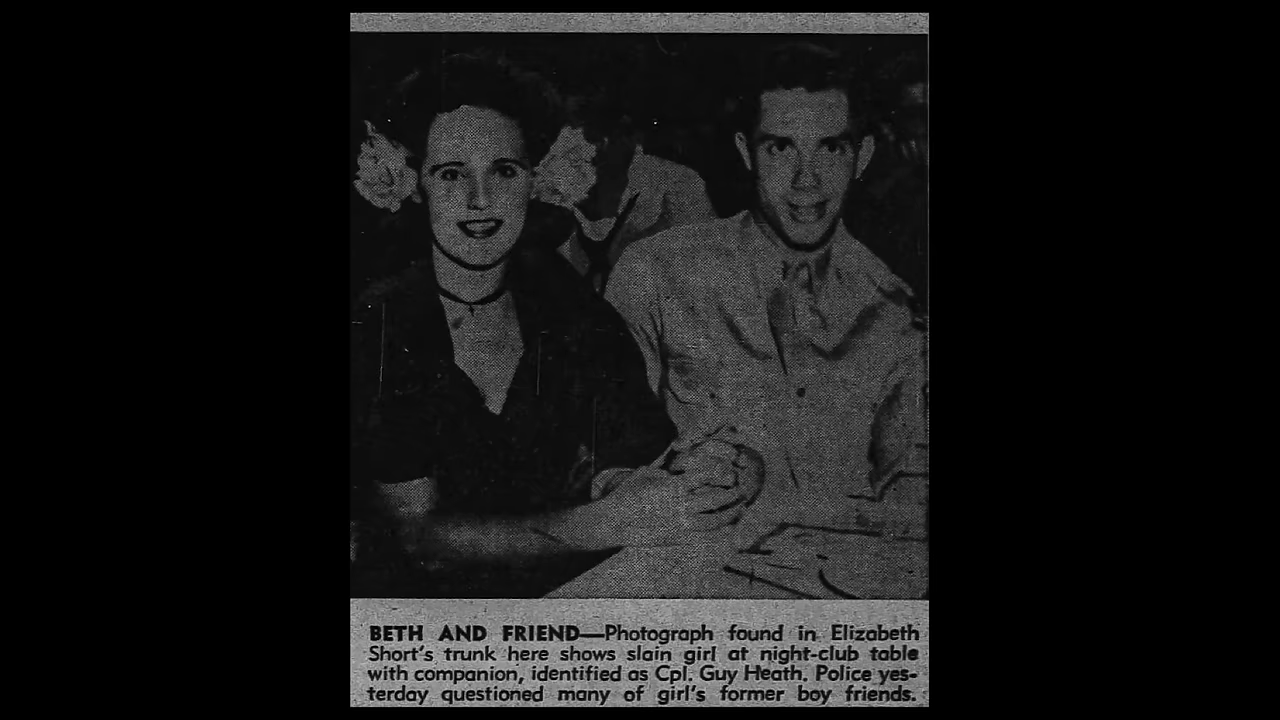 BETH AND FRIEND—Photograph found in Elizabeth
Short's trunk here shows slain girl at night-club table
with companion, identified as Cpl. Guy Heath. Police yes-
terday questioned many of girl's former boy friends.